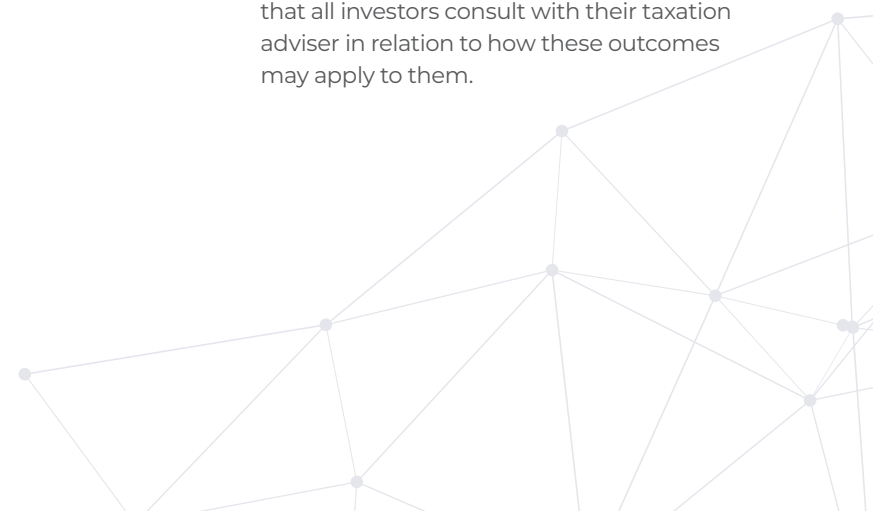 that all investors consult with their taxation
adviser in relation to how these outcomes
may apply to them.